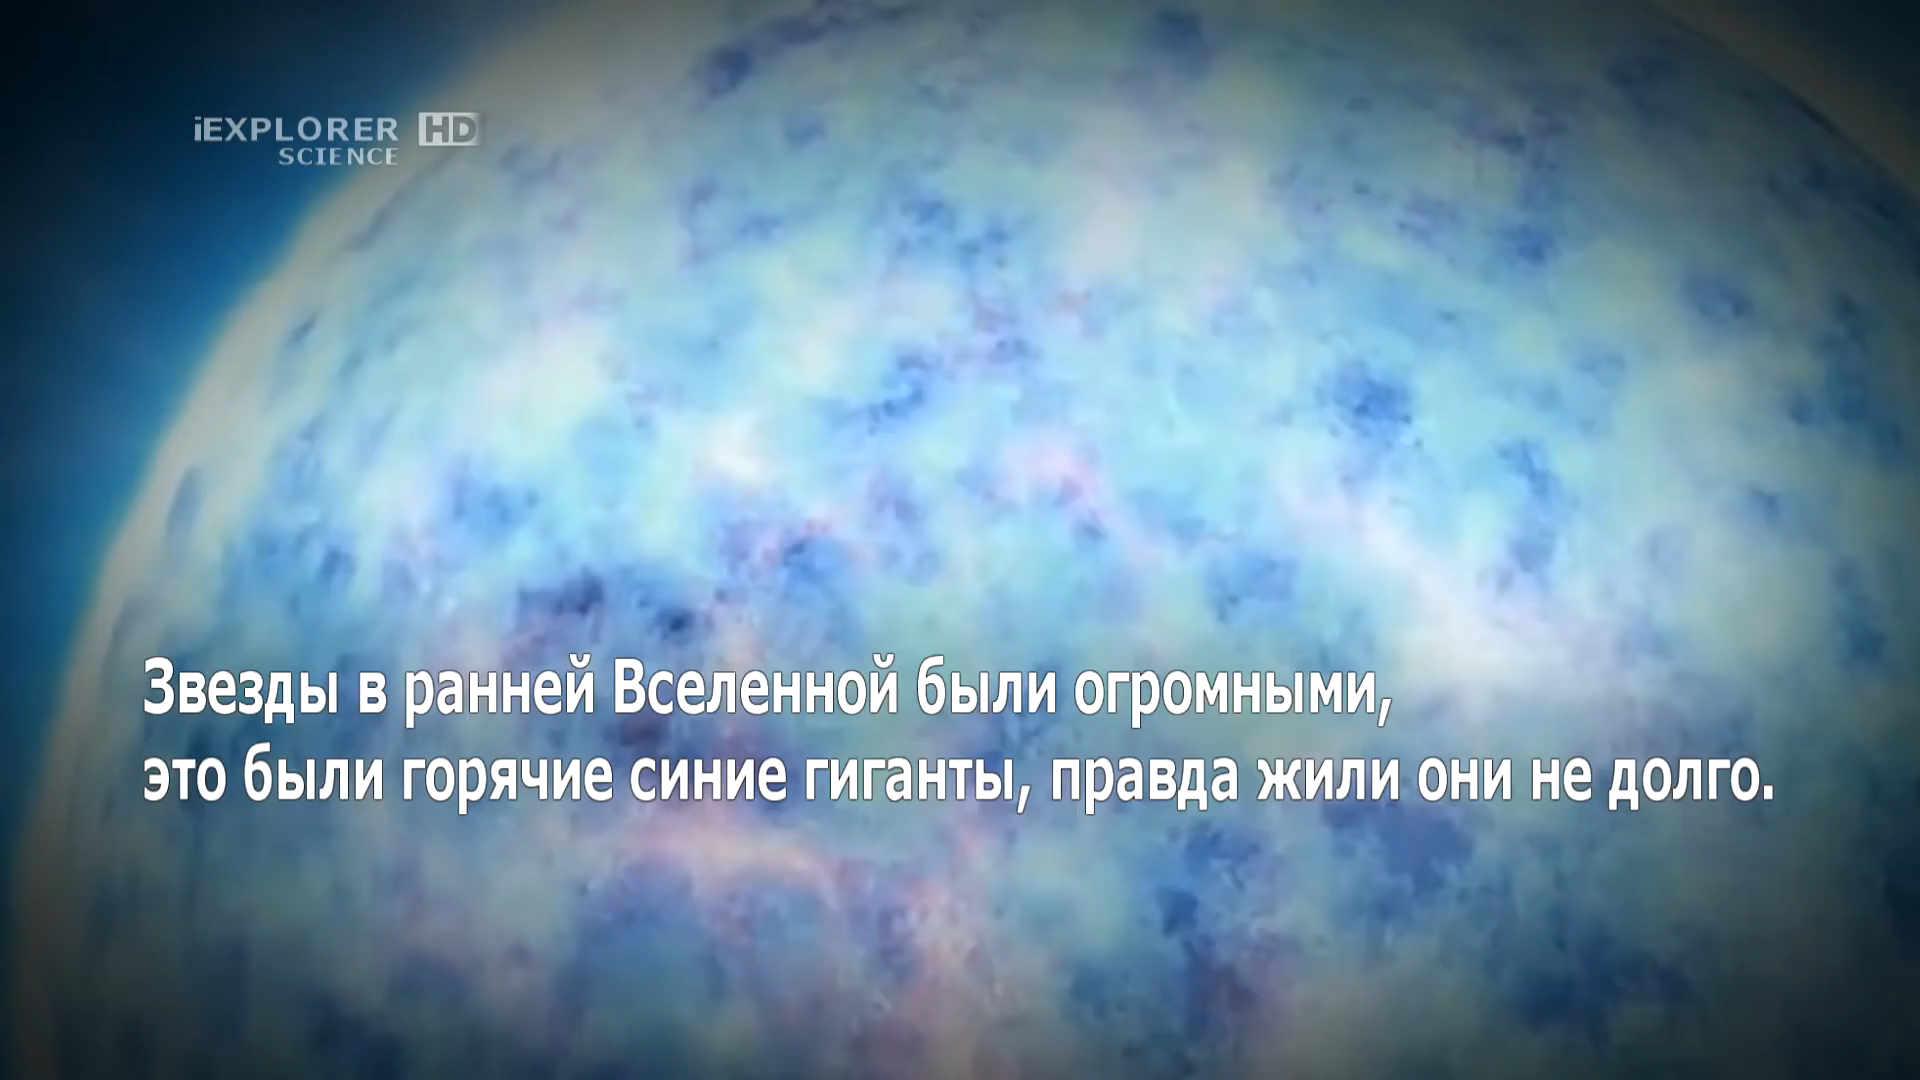 iEXPLORER HD
SCIENCE
Звезды в ранней Вселенной были огромными,
это были горячие синие гиганты, правда жили они не долго.